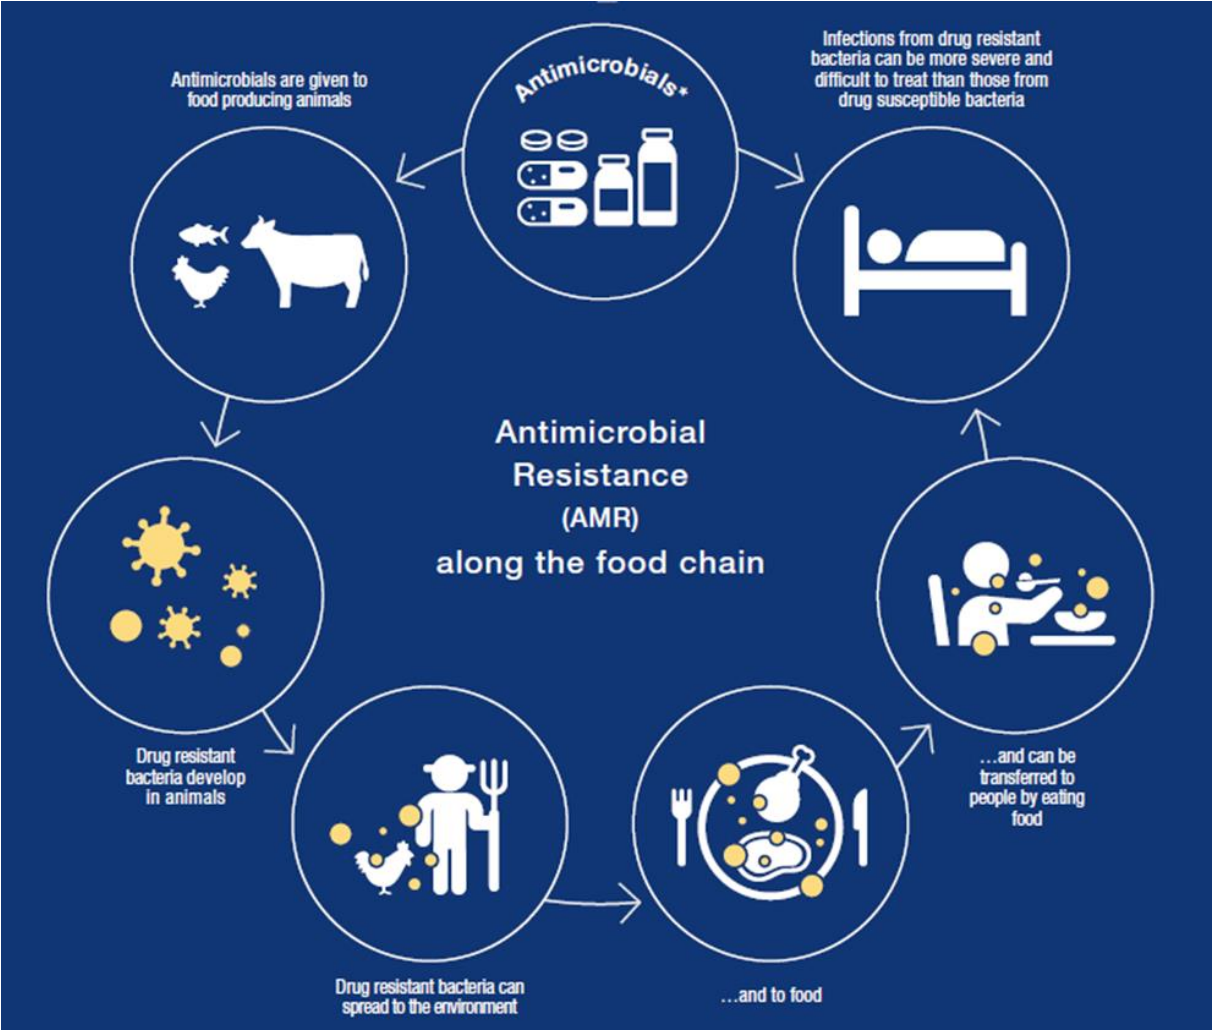 Antimicrobials*
Antimicrobials are given to
food producing animals
Infections from drug resistant
bacteria can be more severe and
difficult to treat than those from
drug susceptible bacteria
Antimicrobial
Resistance
(AMR)
along the food chain
Drug resistant
bacteria develop
in animals
Drug resistant bacteria can
spread to the environment
...and to food
...and can be
transferred to
people by eating
food